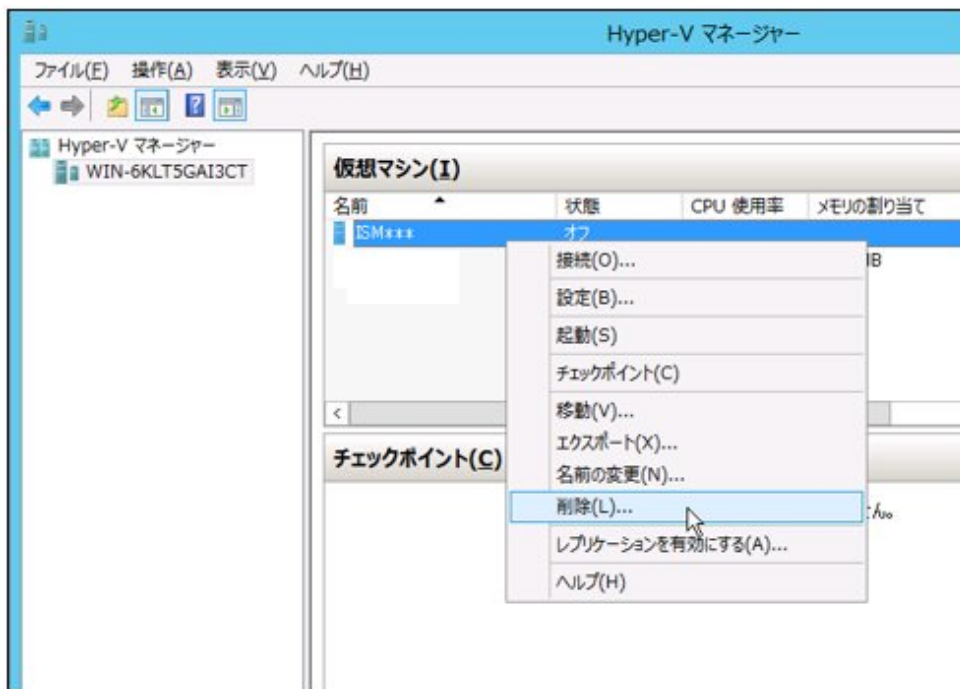 Hyper-V マネージャー
ファイル(F) 操作(A) 表示(V) ヘルプ(H)
Hyper-V マネージャー
WIN-6KLT5GAI3CT
仮想マシン(I)
名前 状態 CPU 使用率 メモリの割り当て
ISM*** オフ
接続(O)...
設定(B)...
起動(S)
チェックポイント(C)
移動(V)...
エクスポート(X)...
名前の変更(N)...
削除(L)...
レプリケーションを有効にする(A)...
ヘルプ(H)
チェックポイント(C)